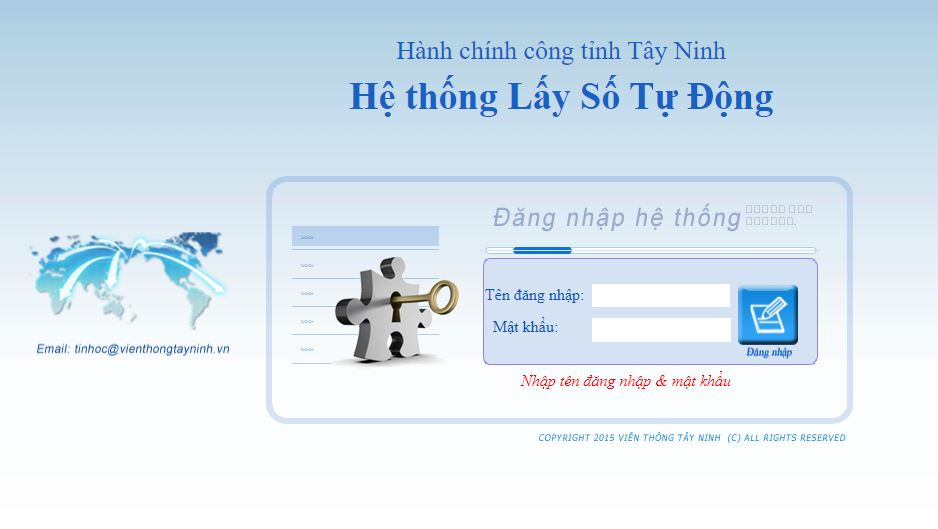 Hành chính công tỉnh Tây Ninh
Hệ thống Lấy Số Tự Động
Đăng nhập hệ thống
>>>
>>>
>>>
>>>
>>>
Tên đăng nhập:
Mật khẩu:
Đăng nhập
Nhập tên đăng nhập & mật khẩu
Email: tinhoc@vienthongtayninh.vn
COPYRIGHT 2015 VIỄN THÔNG TÂY NINH (C) ALL RIGHTS RESERVED